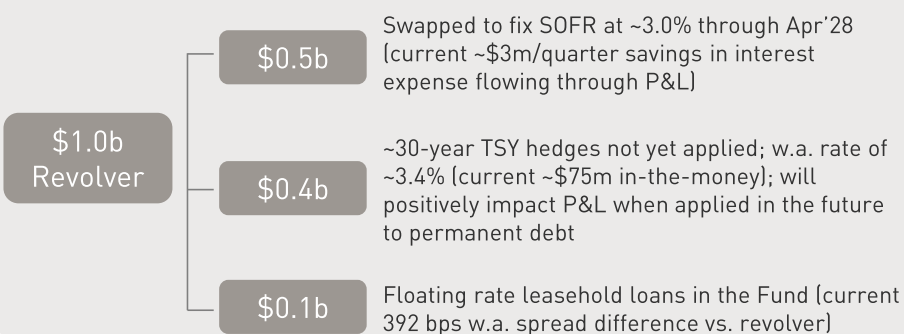 $1.0b
Revolver
$0.5b
Swapped to fix SOFR at ~3.0% through Apr’28
(current ~$3m/quarter savings in interest
expense flowing through P&L)
$0.4b
~30-year TSY hedges not yet applied; w.a. rate of
~3.4% (current ~$75m in-the-money); will
positively impact P&L when applied in the future
to permanent debt
$0.1b
Floating rate leasehold loans in the Fund (current
392 bps w.a. spread difference vs. revolver)